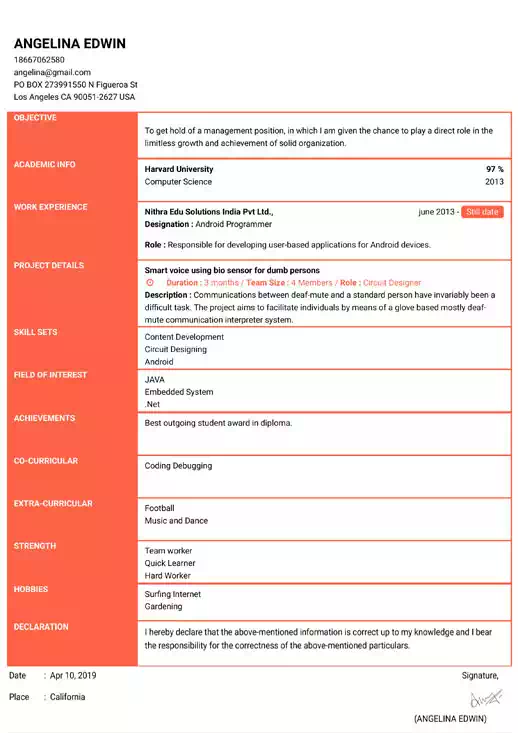 ANGELINA EDWIN
18667062580
angelina@gmail.com
PO BOX 273991550 N Figueroa St
Los Angeles CA 90051-2627 USA
OBJECTIVE
To get hold of a management position, in which I am given the chance to play a direct role in the
limitless growth and achievement of solid organization.
ACADEMIC INFO
Harvard University 97 %
Computer Science 2013
WORK EXPERIENCE
Nithra Edu Solutions India Pvt Ltd., june 2013 - Still date
Designation : Android Programmer
Role : Responsible for developing user-based applications for Android devices.
PROJECT DETAILS
Smart voice using bio sensor for dumb persons
Duration : 3 months / Team Size : 4 Members / Role : Circuit Designer
Description : Communications between deaf-mute and a standard person have invariably been a
difficult task. The project aims to facilitate individuals by means of a glove based mostly deaf-
mute communication interpreter system.
SKILL SETS
Content Development
Circuit Designing
Android
FIELD OF INTEREST
JAVA
Embedded System
.Net
ACHIEVEMENTS
Best outgoing student award in diploma.
CO-CURRICULAR
Coding Debugging
EXTRA-CURRICULAR
Football
Music and Dance
STRENGTH
Team worker
Quick Learner
Hard Worker
HOBBIES
Surfing Internet
Gardening
DECLARATION
I hereby declare that the above-mentioned information is correct up to my knowledge and I bear
the responsibility for the correctness of the above-mentioned particulars.
Date : Apr 10, 2019 Signature,
Place : California
(ANGELINA EDWIN)